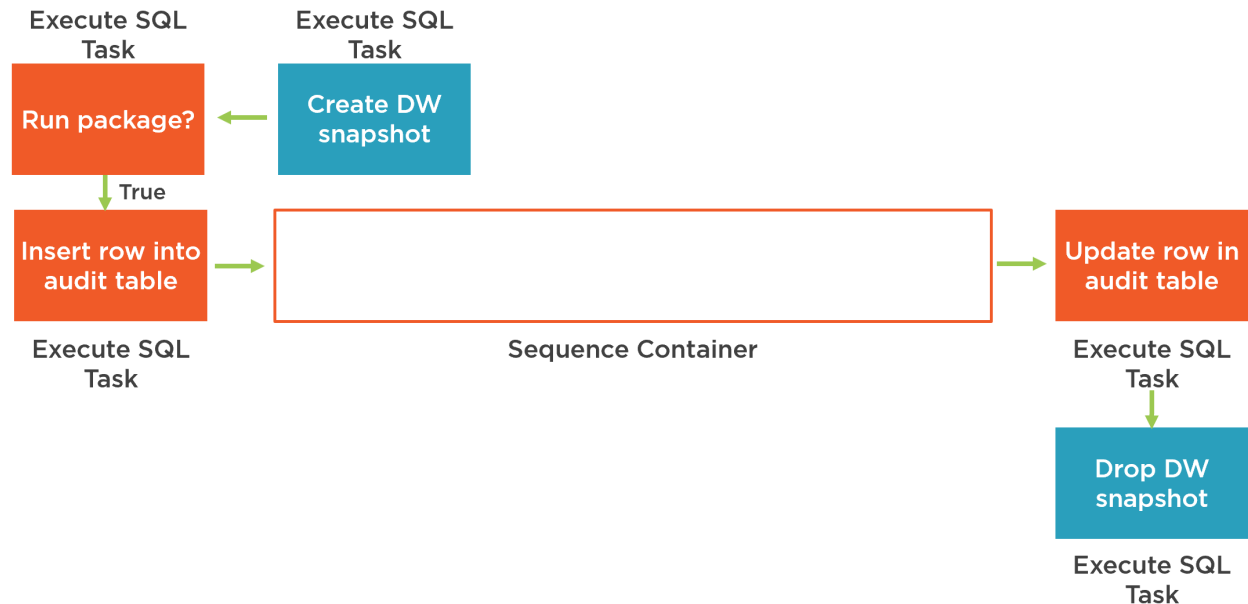 Execute SQL
Task
Execute SQL
Task
Run package?
Create DW
snapshot
True
Insert row into
audit table
Update row in
audit table
Execute SQL
Task
Sequence Container
Execute SQL
Task
Drop DW
snapshot
Execute SQL
Task